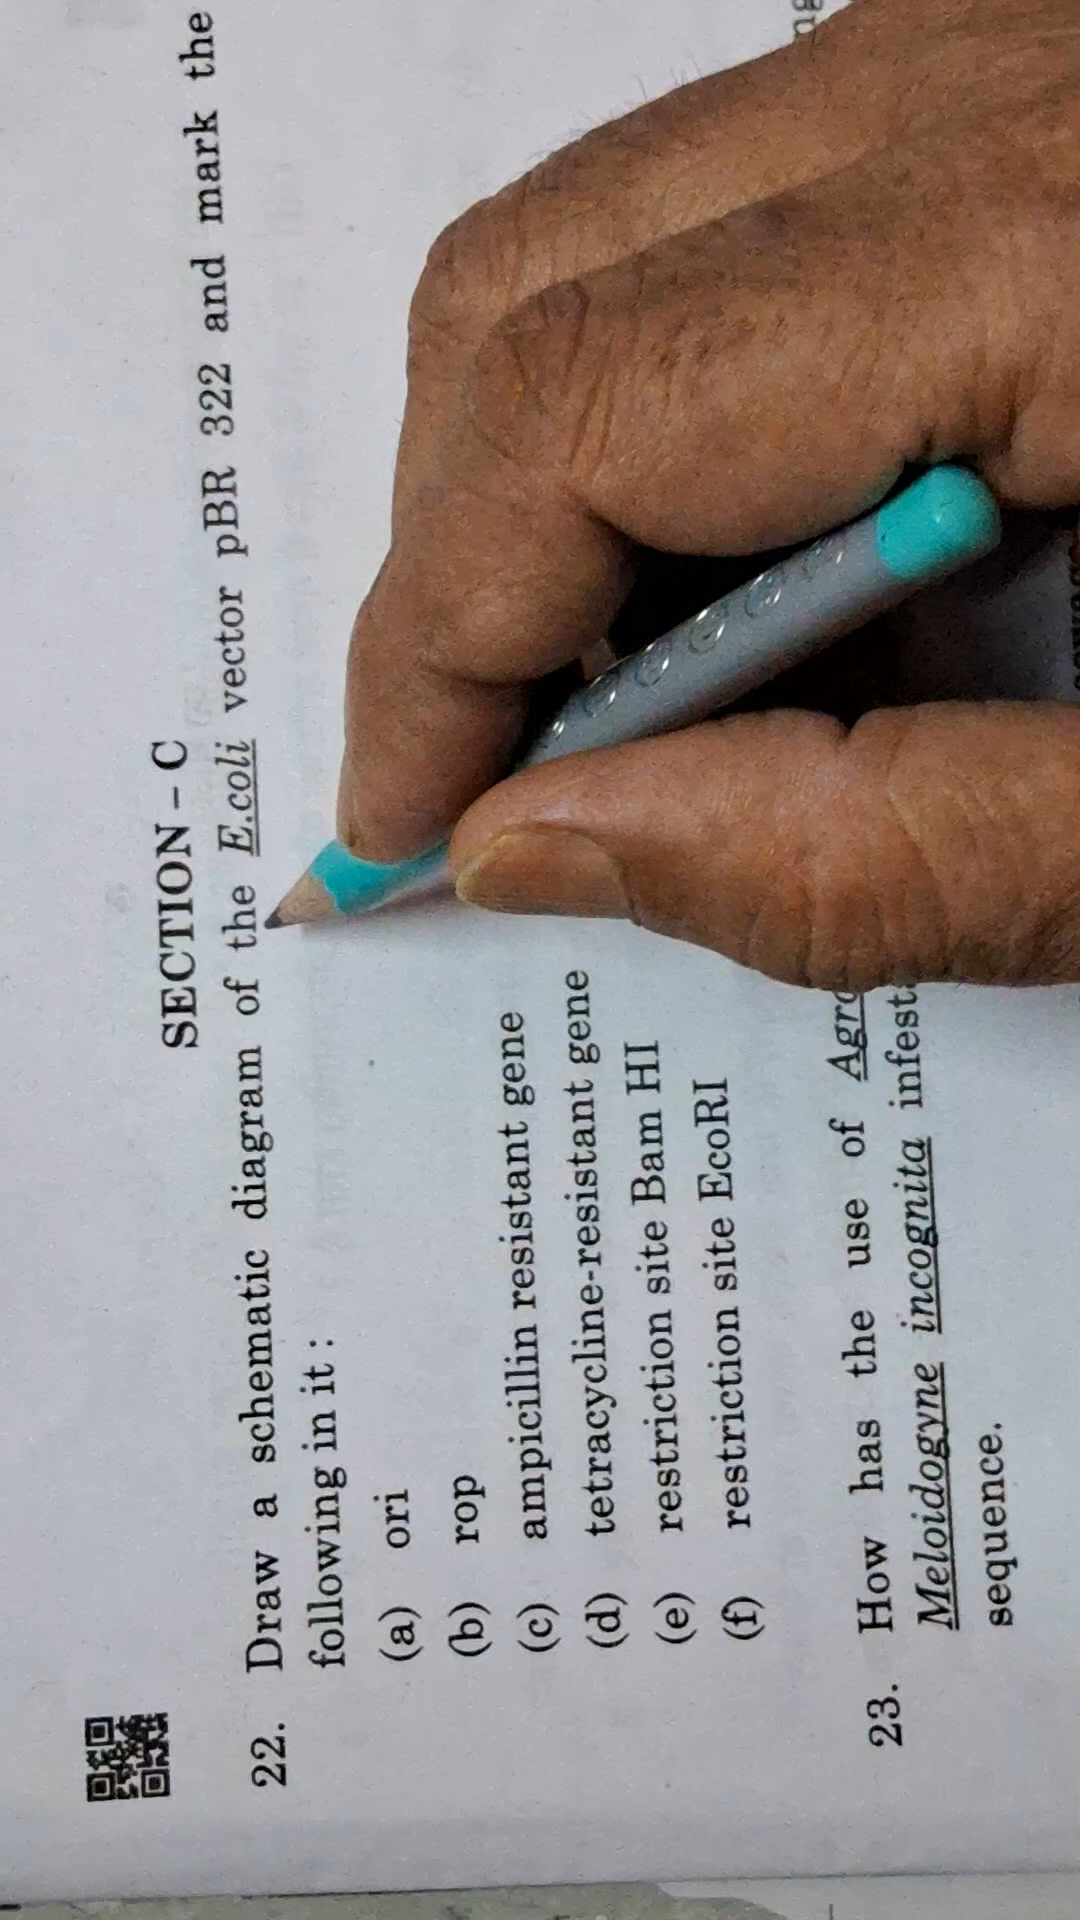 SECTION – C
22. Draw a schematic diagram of the E.coli vector pBR 322 and mark the
following in it :
(a) ori
(b) rop
(c) ampicillin resistant gene
(d) tetracycline-resistant gene
(e) restriction site Bam HI
(f) restriction site EcoRI
23. How has the use of
Meloidogyne incognita
sequence.